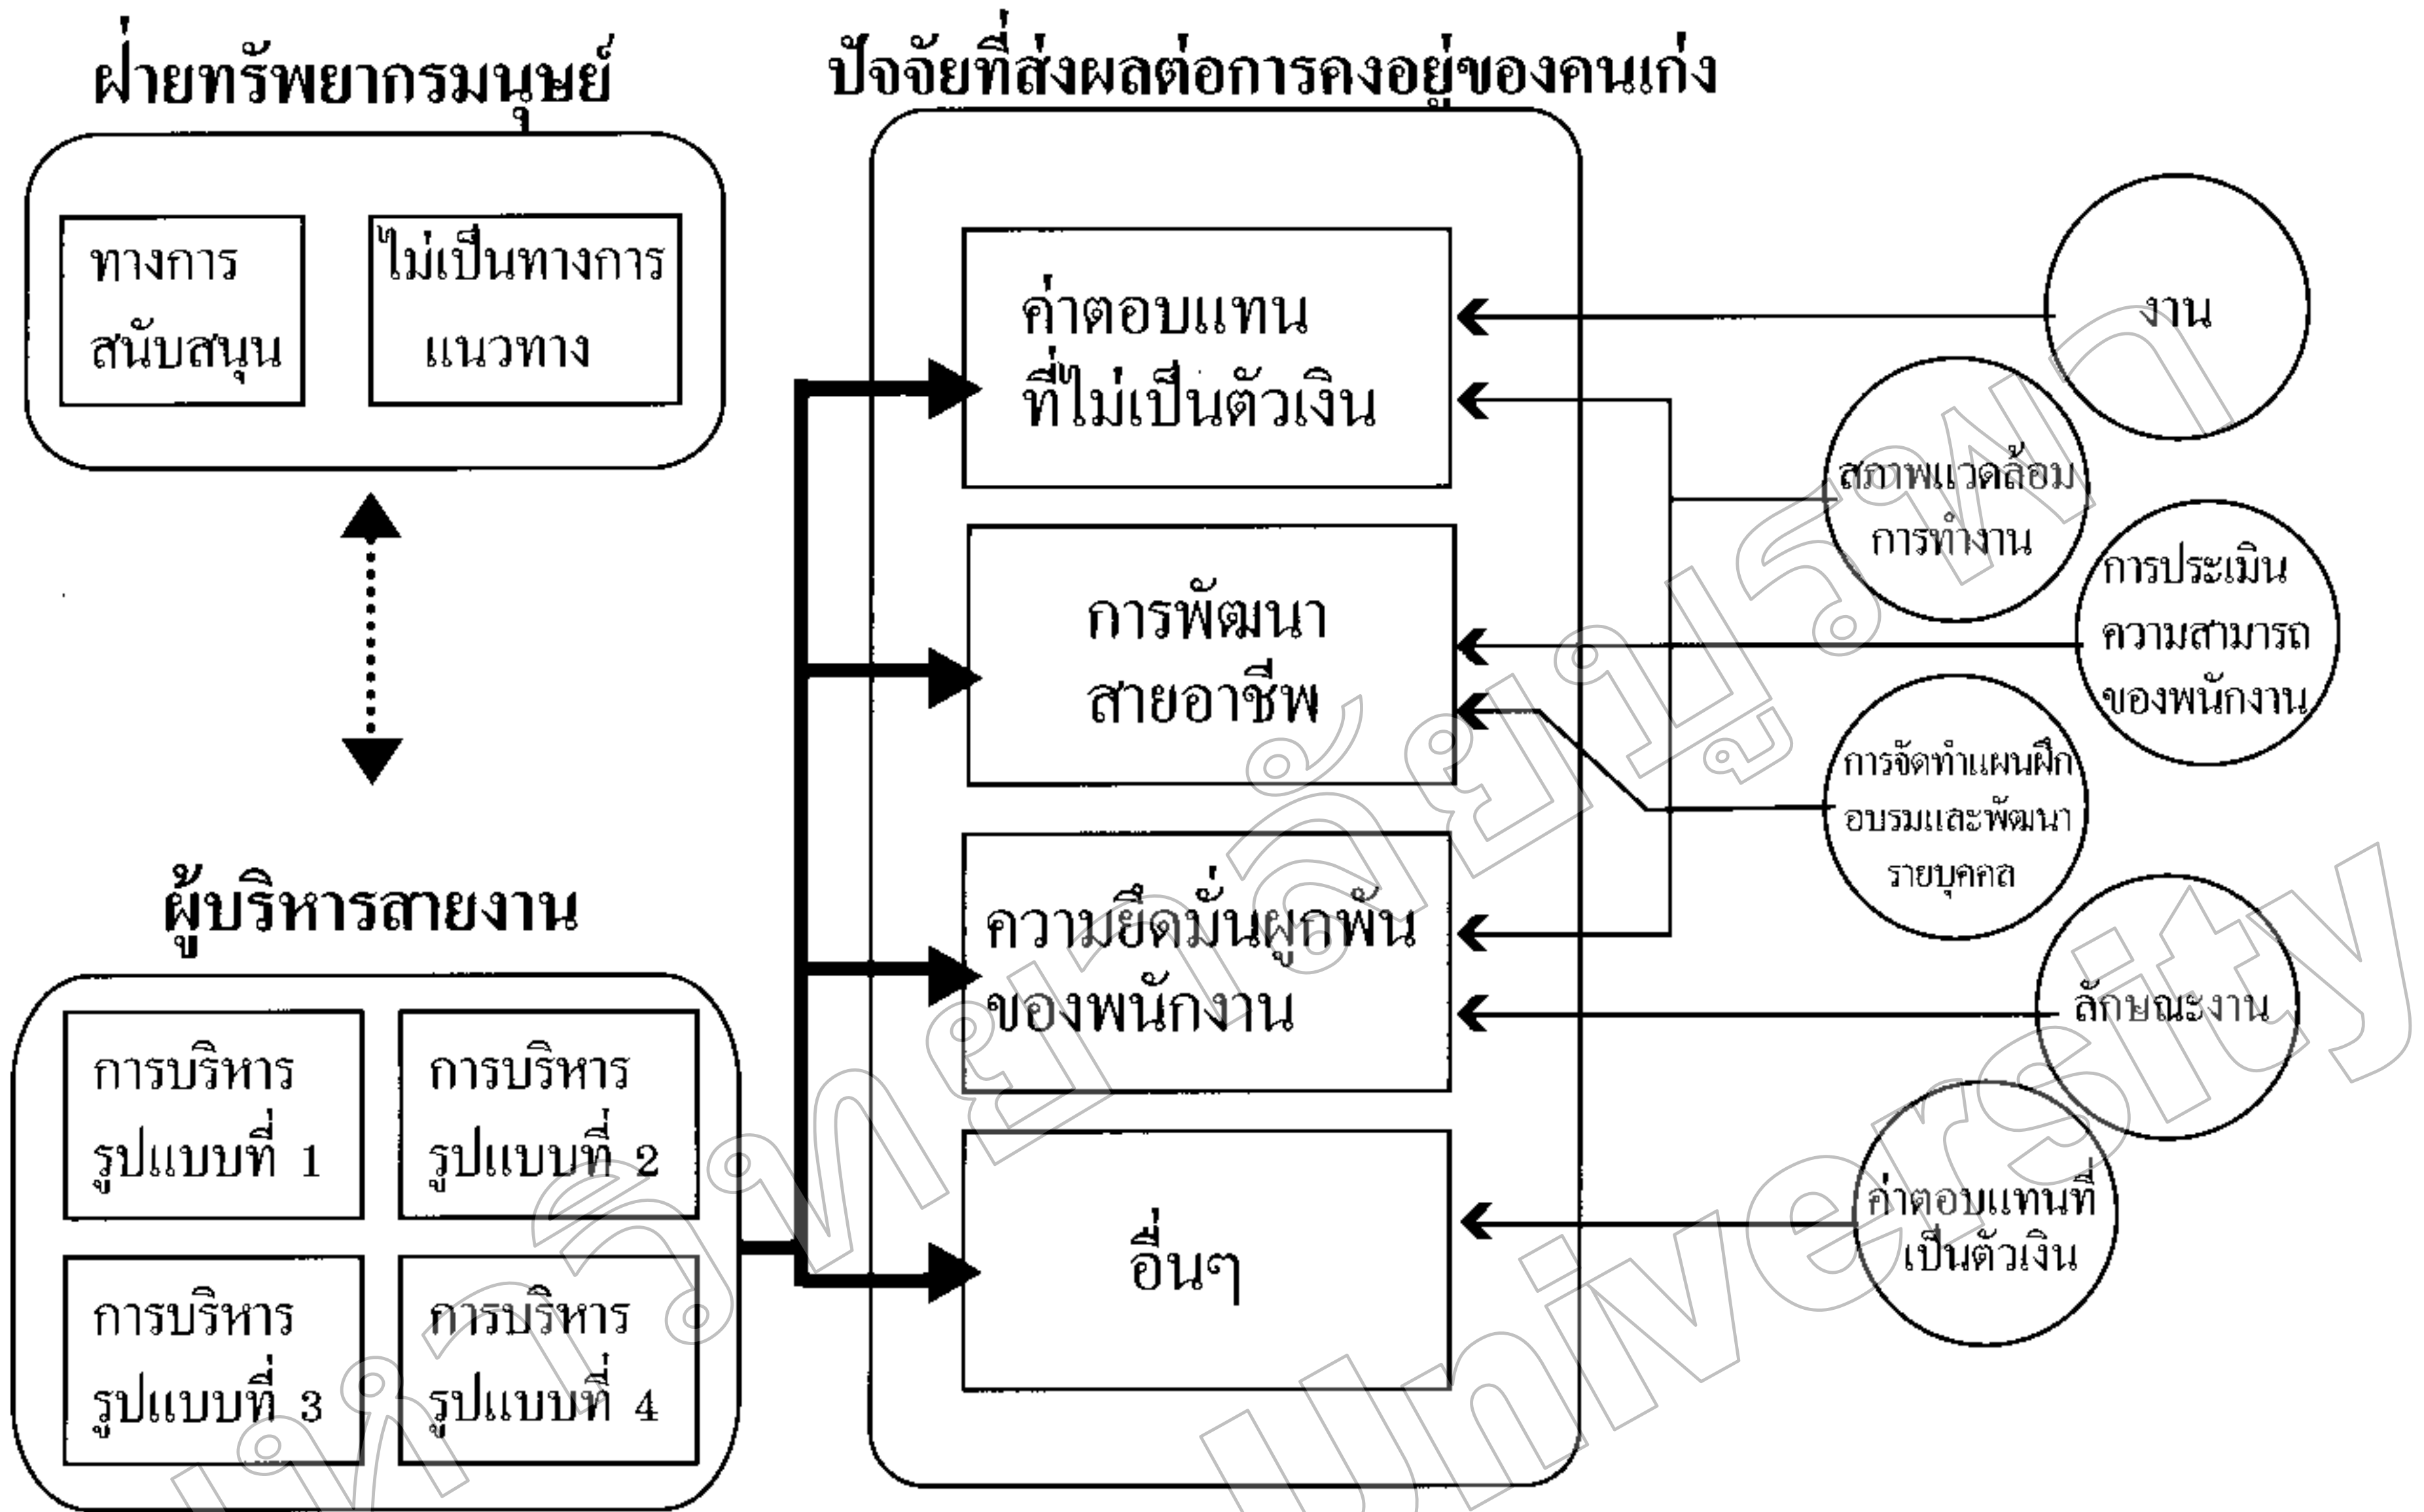 ฝ่ายทรัพยากรมนุษย์
ทางการ
สนับสนุน
ไม่เป็นทางการ
แนวทาง
ผู้บริหารสายงาน
การบริหาร
รูปแบบที่ 1
การบริหาร
รูปแบบที่ 2
การบริหาร
รูปแบบที่ 3
การบริหาร
รูปแบบที่ 4
ปัจจัยที่ส่งผลต่อการคงอยู่ของคนเก่ง
ค่าตอบแทน
ที่ไม่เป็นตัวเงิน
การพัฒนา
สายอาชีพ
ความยึดมั่นผูกพัน
ของพนักงาน
อื่นๆ
งาน
สภาพแวดล้อม
การทำงาน
การประเมิน
ความสามารถ
ของพนักงาน
การจัดทำแผนฝึก
อบรมและพัฒนา
รายบุคคล
ลักษณะงาน
ค่าตอบแทนที่
เป็นตัวเงิน
มหาวิทยาลัยบูรพา
University